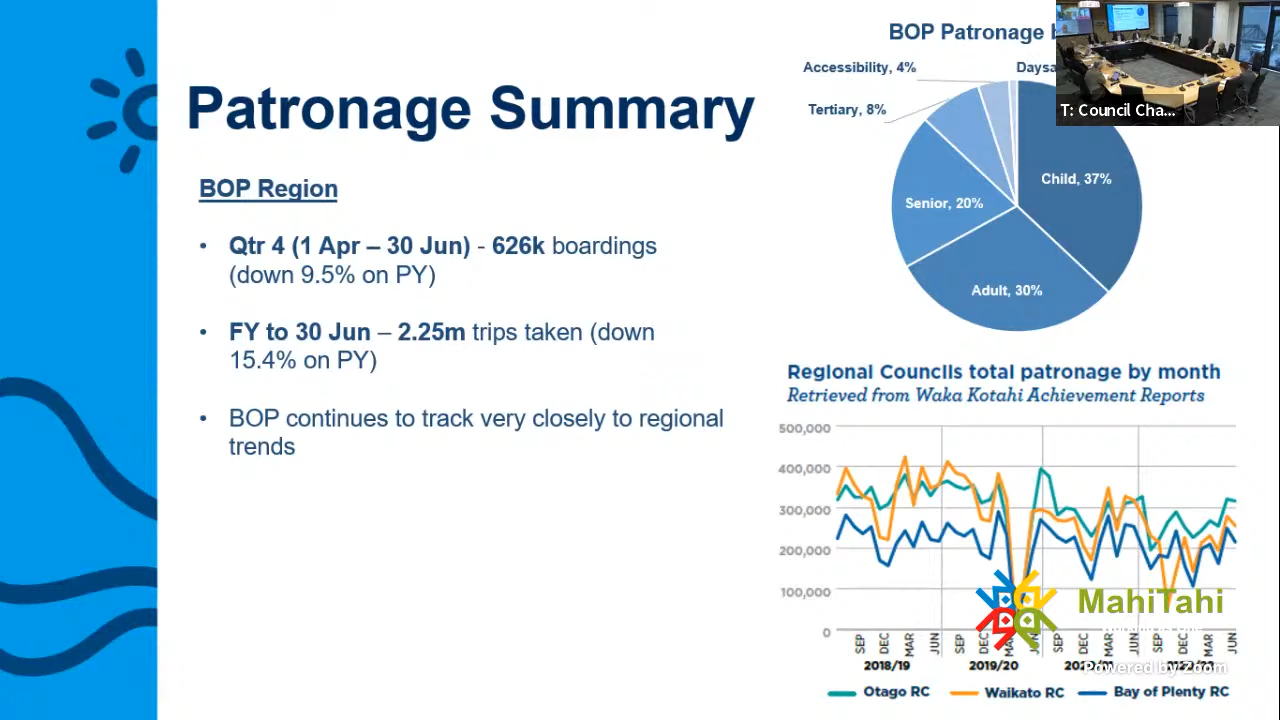 Patronage Summary
BOP Region
• Qtr 4 (1 Apr – 30 Jun) - 626k boardings
(down 9.5% on PY)
• FY to 30 Jun – 2.25m trips taken (down
15.4% on PY)
• BOP continues to track very closely to regional
trends
BOP Patronage
T: Council Cha...
Accessibility, 4%
Tertiary, 8%
Child, 37%
Senior, 20%
Adult, 30%
Regional Councils total patronage by month
Retrieved from Waka Kotahi Achievement Reports
500,000
400,000
300,000
200,000
100,000
0
SEP DEC MAR JUN SEP DEC JUN SEP DEC MAR JUN SEP DEC MAR JUN
2018/19 2019/20
MahiTahi
Powered by Zoom
Otago RC Waikato RC Bay of Plenty RC